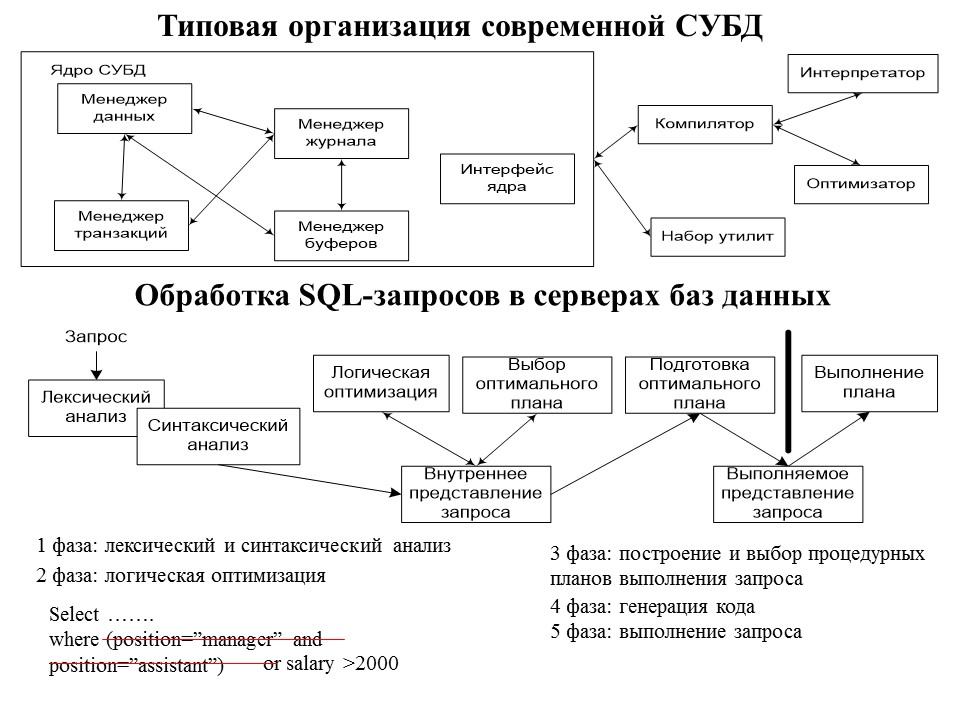 Типовая организация современной СУБД
Ядро СУБД
Менеджер
данных
Менеджер
журнала
Интерфейс
ядра
Менеджер
транзакций
Менеджер
буферов
Компилятор
Интерпретатор
Оптимизатор
Набор утилит
Обработка SQL-запросов в серверах баз данных
Запрос
Лексический
анализ
Синтаксический
анализ
Логическая
оптимизация
Выбор
оптимального
плана
Подготовка
оптимального
плана
Выполнение
плана
Внутреннее
представление
запроса
Выполняемое
представление
запроса
1 фаза: лексический и синтаксический анализ
2 фаза: логическая оптимизация
Select …….
where (position=”manager” and
position=”assistant”) or salary >2000
3 фаза: построение и выбор процедурных
планов выполнения запроса
4 фаза: генерация кода
5 фаза: выполнение запроса